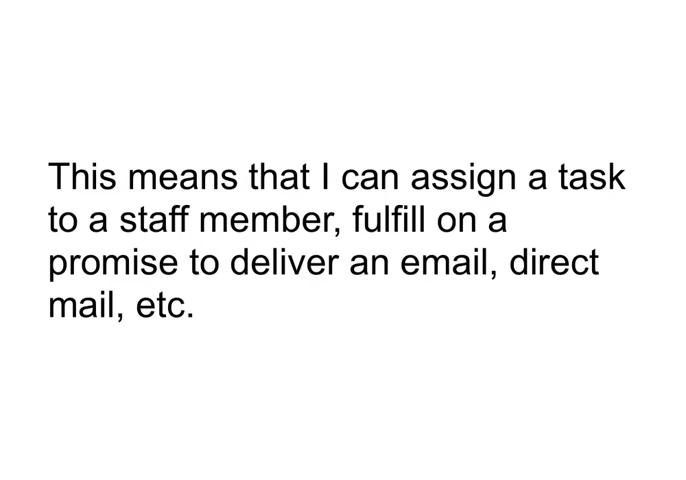 This means that I can assign a task
to a staff member, fulfill on a
promise to deliver an email, direct
mail, etc.